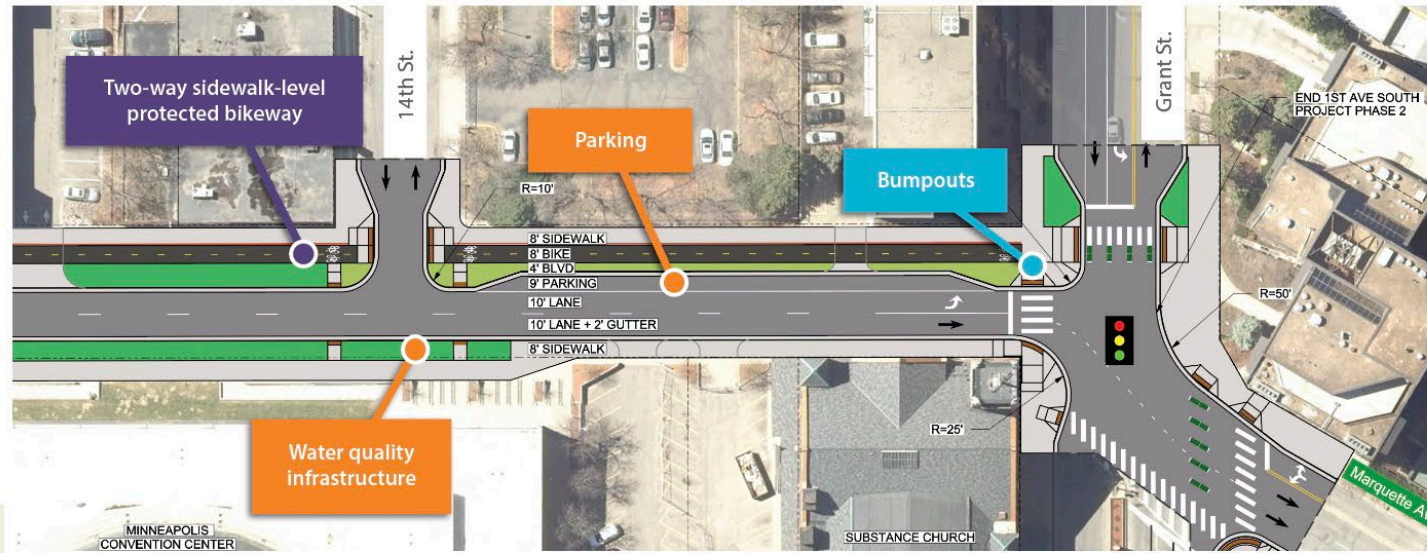 Two-way sidewalk-level
protected bikeway
14th St.
Parking
Bumpouts
Grant St.
END 1ST AVE SOUTH
PROJECT PHASE 2
R=10'
8' SIDEWALK
8' BIKE
4' BLVD
9' PARKING
10' LANE
10' LANE + 2' GUTTER
8' SIDEWALK
R=50'
R=25'
Water quality
infrastructure
MINNEAPOLIS
CONVENTION CENTER
SUBSTANCE CHURCH
Marquette Av